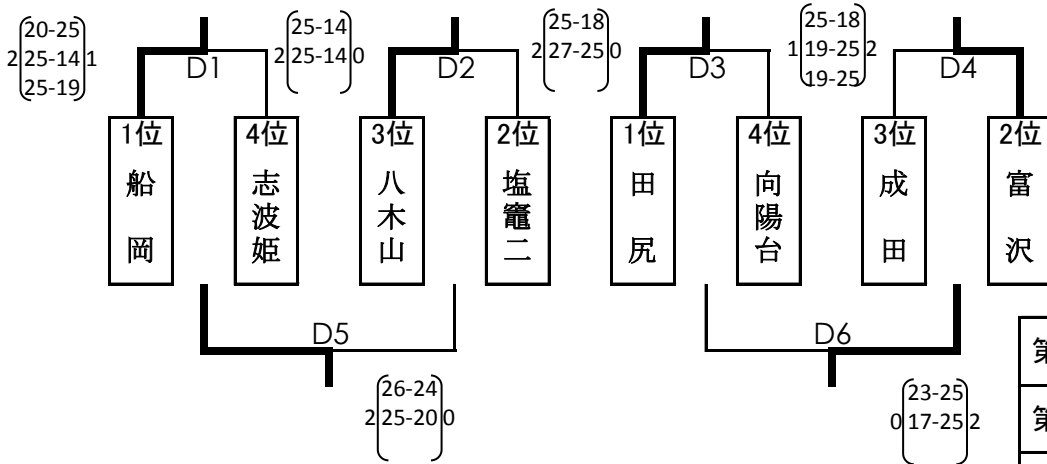 20-25
2 25-14 1
25-19
D1
25-14
2 25-14 0
D2
25-18
2 27-25 0
D3
25-18
1 19-25 2
19-25
D4
1位
船岡
4位
志波姫
3位
八木山
2位
塩竈二
1位
田尻
4位
向陽台
3位
成田
2位
富沢
D5
26-24
2 25-20 0
D6
23-25
0 17-25 2
第
第